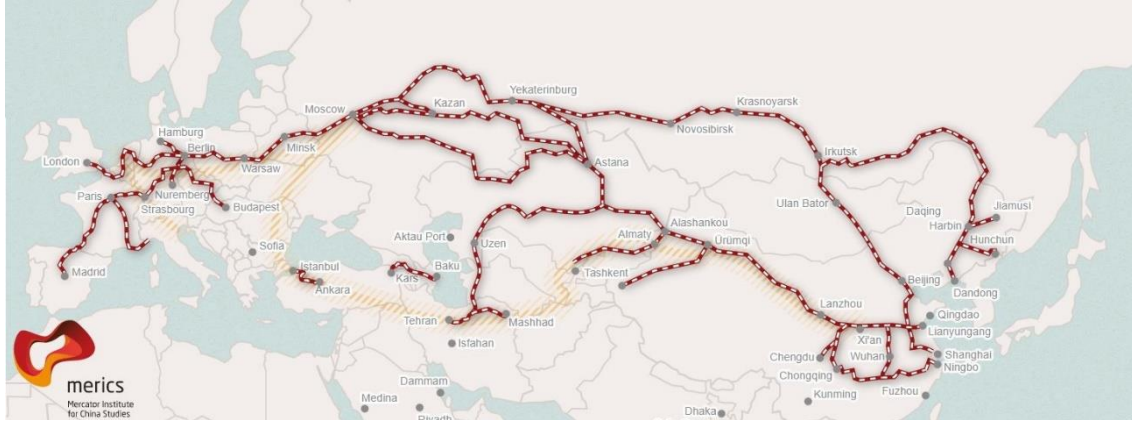 Yekaterinburg
Krasnoyarsk
Moscow
Kazan
Novosibirsk
Hamburg
Berlin
Minsk
Irkutsk
London
Warsaw
Astana
Paris
Nuremberg
Strasbourg
Budapest
Ulan Bator
Daqing
Jiamusi
Harbin
Hunchun
Alashankou
Aktau Port
Uzen
Almaty
Ürümqi
Sofia
Madrid
Istanbul
Ankara
Kars
Baku
Tashkent
Beijing
Dandong
Lanzhou
Qingdao
Tehran
Mashhad
Lianyungang
Isfahan
Xi'an
Chengdu
Wuhan
Shanghai
Chongqing
Ningbo
Fuzhou
Kunming
Dammam
Medina
Riyadh
Dhaka
merics
Mercator Institute
for China Studies